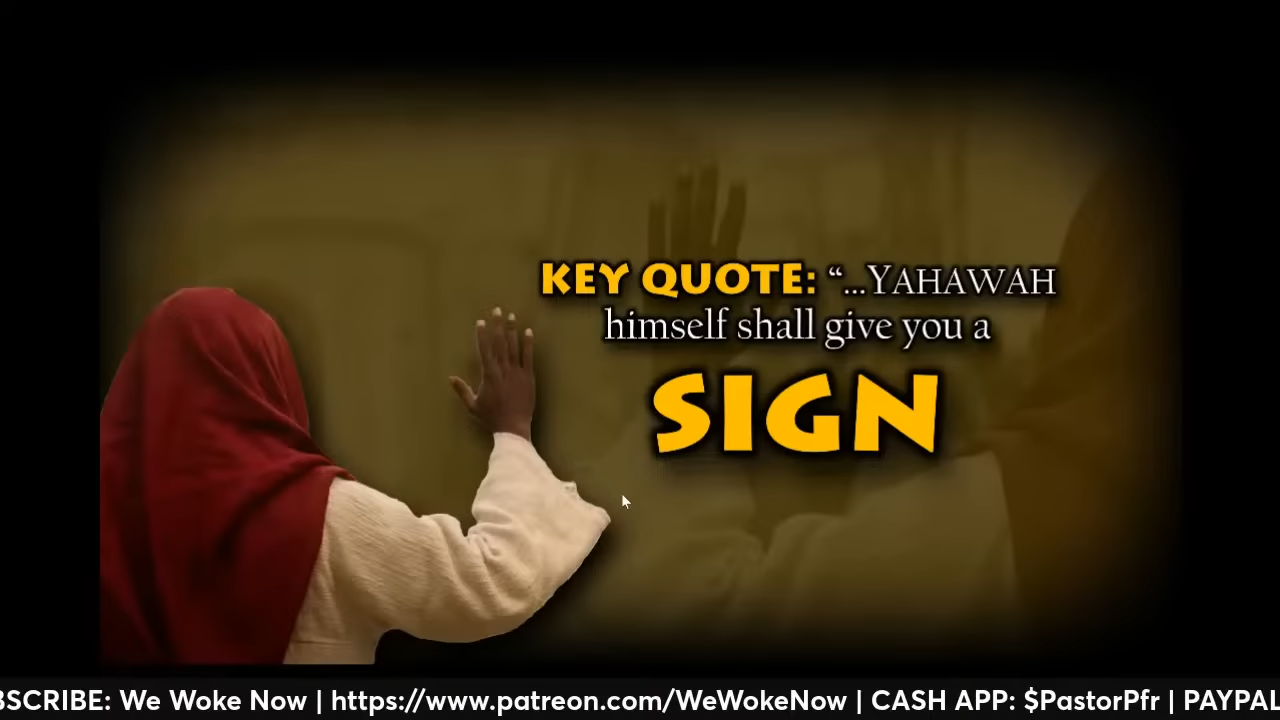 KEY QUOTE: “...YAHAWAH
himself shall give you a
SIGN
BSCRIBE: We Woke Now | https://www.patreon.com/WeWokeNow | CASH APP: $PastorPfr | PAYPAL